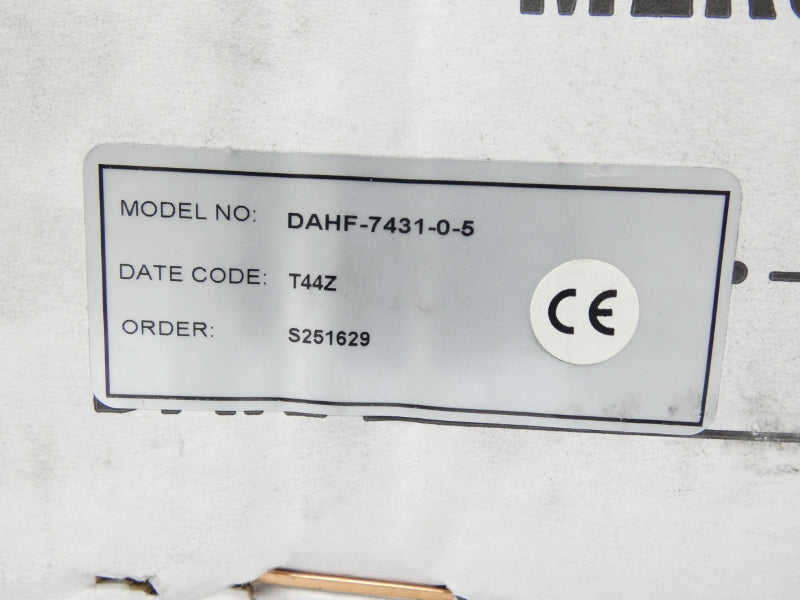 MODEL NO: DAHF-7431-0-5
DATE CODE: T44Z
ORDER: S251629
CE